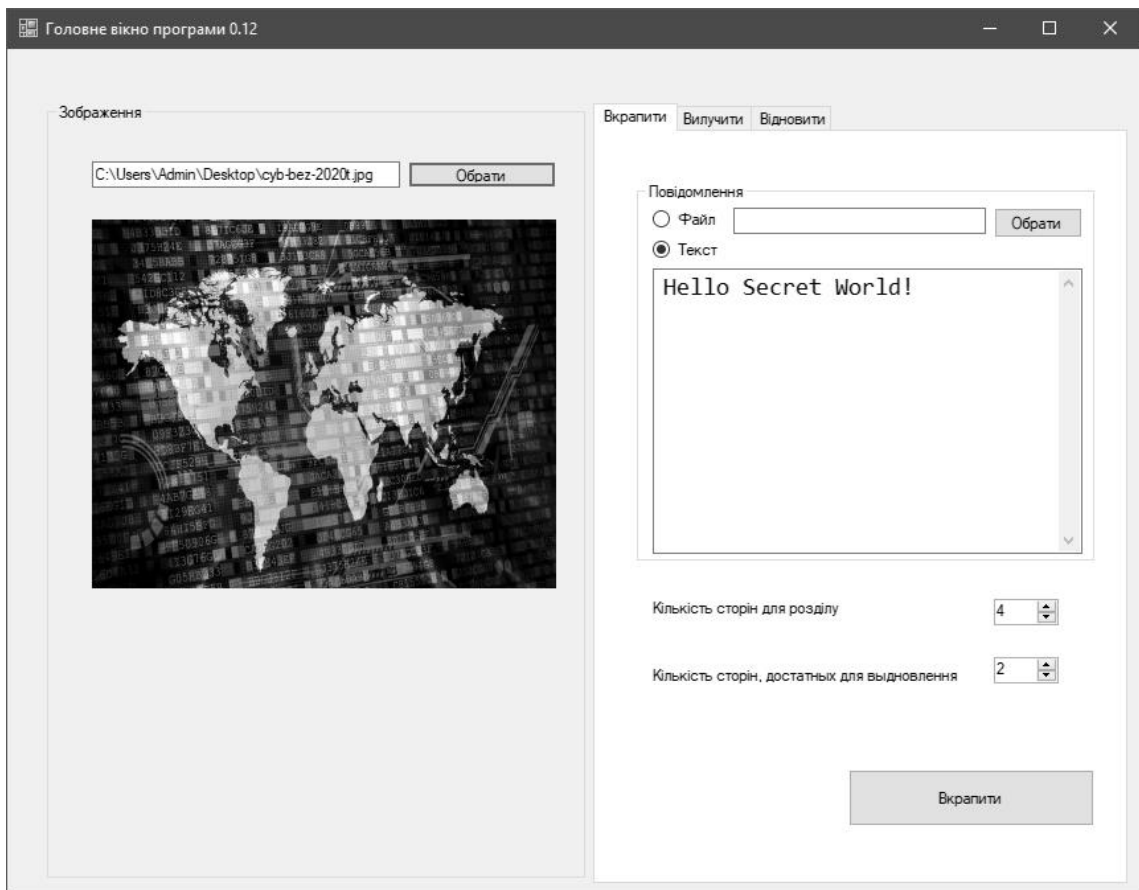 Головне вікно програми 0.12
Зображення
C:\Users\Admin\Desktop\cyb-bez-2020t.jpg
Обрати
Вкрапити Вилучити Відновити
Повідомлення
Файл
Обрати
Текст
Hello Secret World!
Кількість сторін для розділу
4
Кількість сторін, достатных для выдновлення
2
Вкрапити